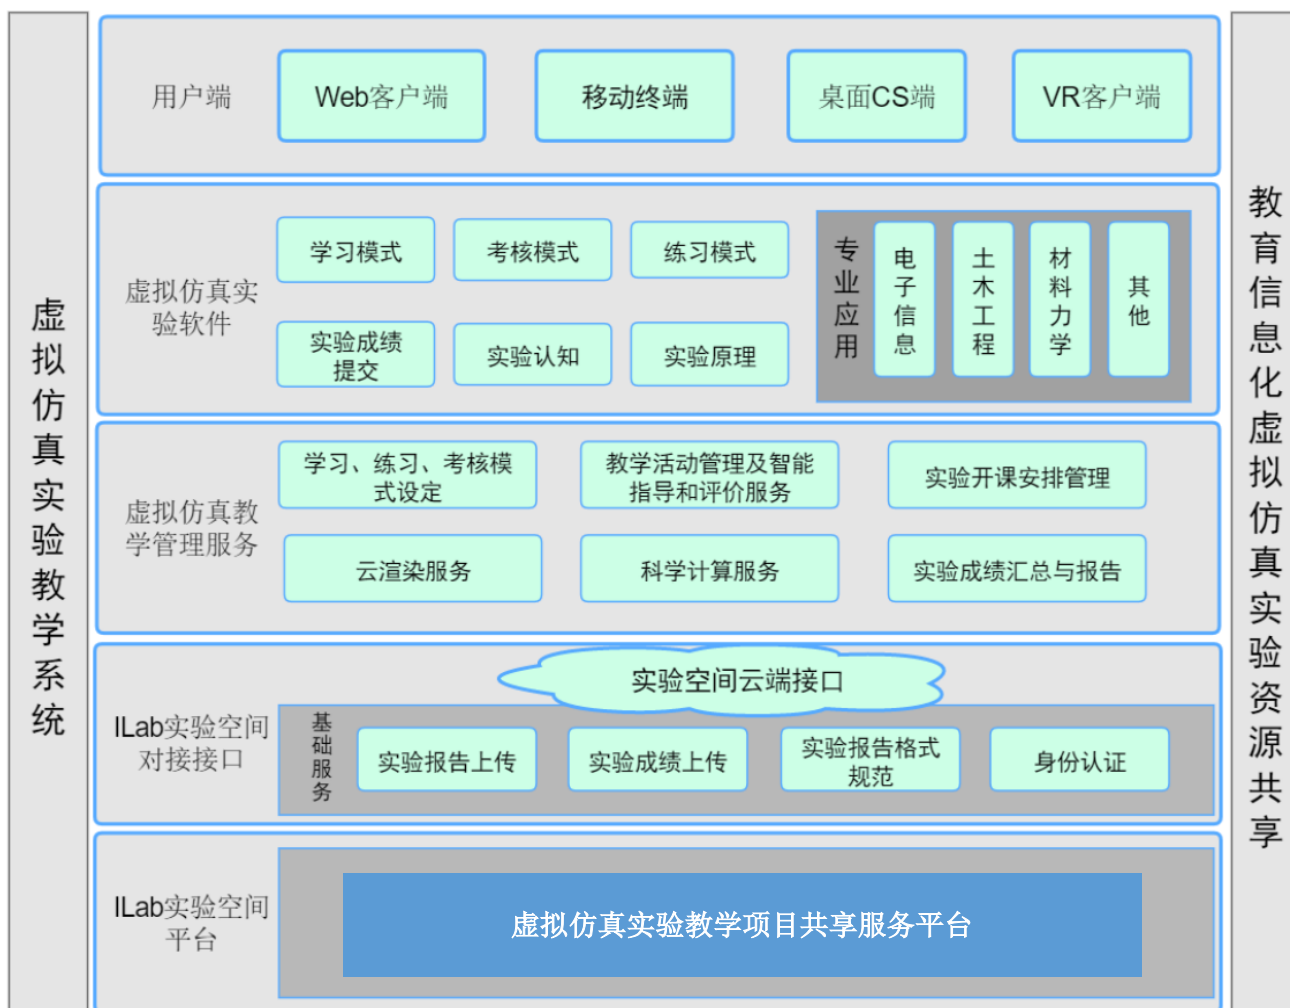 虚拟仿真实验教学系统
用户端
Web客户端
移动终端
桌面CS端
VR客户端
虚拟仿真实
验软件
学习模式
考核模式
练习模式
实验成绩
提交
实验认知
实验原理
专业应用
电子信息
土木工程
材料力学
其他
虚拟仿真教
学管理服务
学习、练习、考核模
式设定
教学活动管理及智能
指导和评价服务
实验开课安排管理
云渲染服务
科学计算服务
实验成绩汇总与报告
ILab实验空间
对接接口
实验空间云端接口
基础服务
实验报告上传
实验成绩上传
实验报告格式
规范
身份认证
ILab实验空间
平台
虚拟仿真实验教学项目共享服务平台
教育信息化虚拟仿真实验资源共享